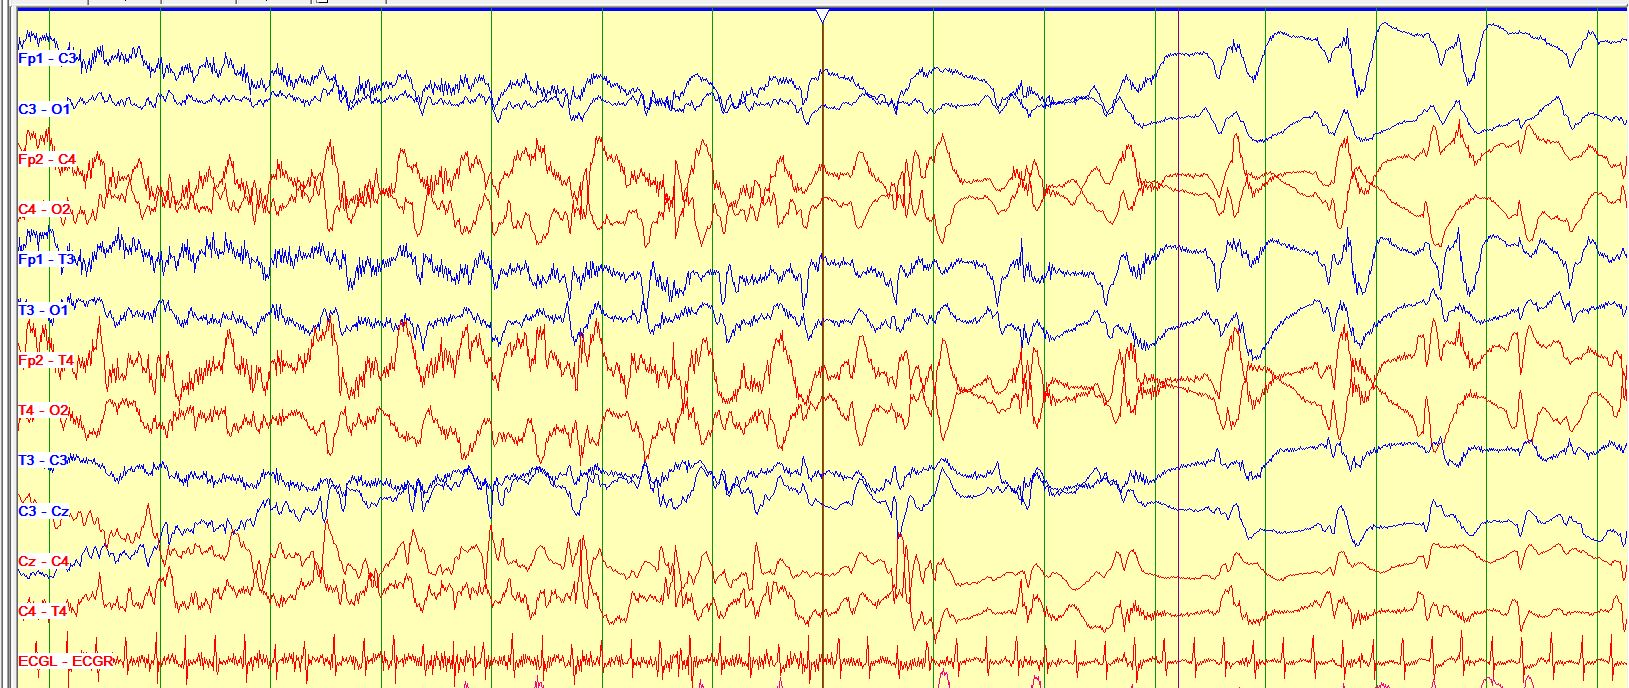 Fp1 - C3
C3 - O1
Fp2 - C4
C4 - O2
Fp1 - T3
T3 - O1
Fp2 - T4
T4 - O2
T3 - C3
C3 - Cz
Cz - C4
C4 - T4
ECGL - ECGR